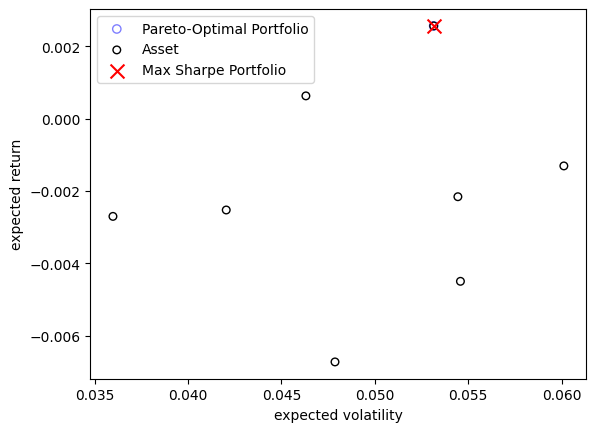 Pareto-Optimal Portfolio
Asset
Max Sharpe Portfolio
0.002
0.000
−0.002
−0.004
−0.006
expected return
0.035
0.040
0.045
0.050
0.055
0.060
expected volatility